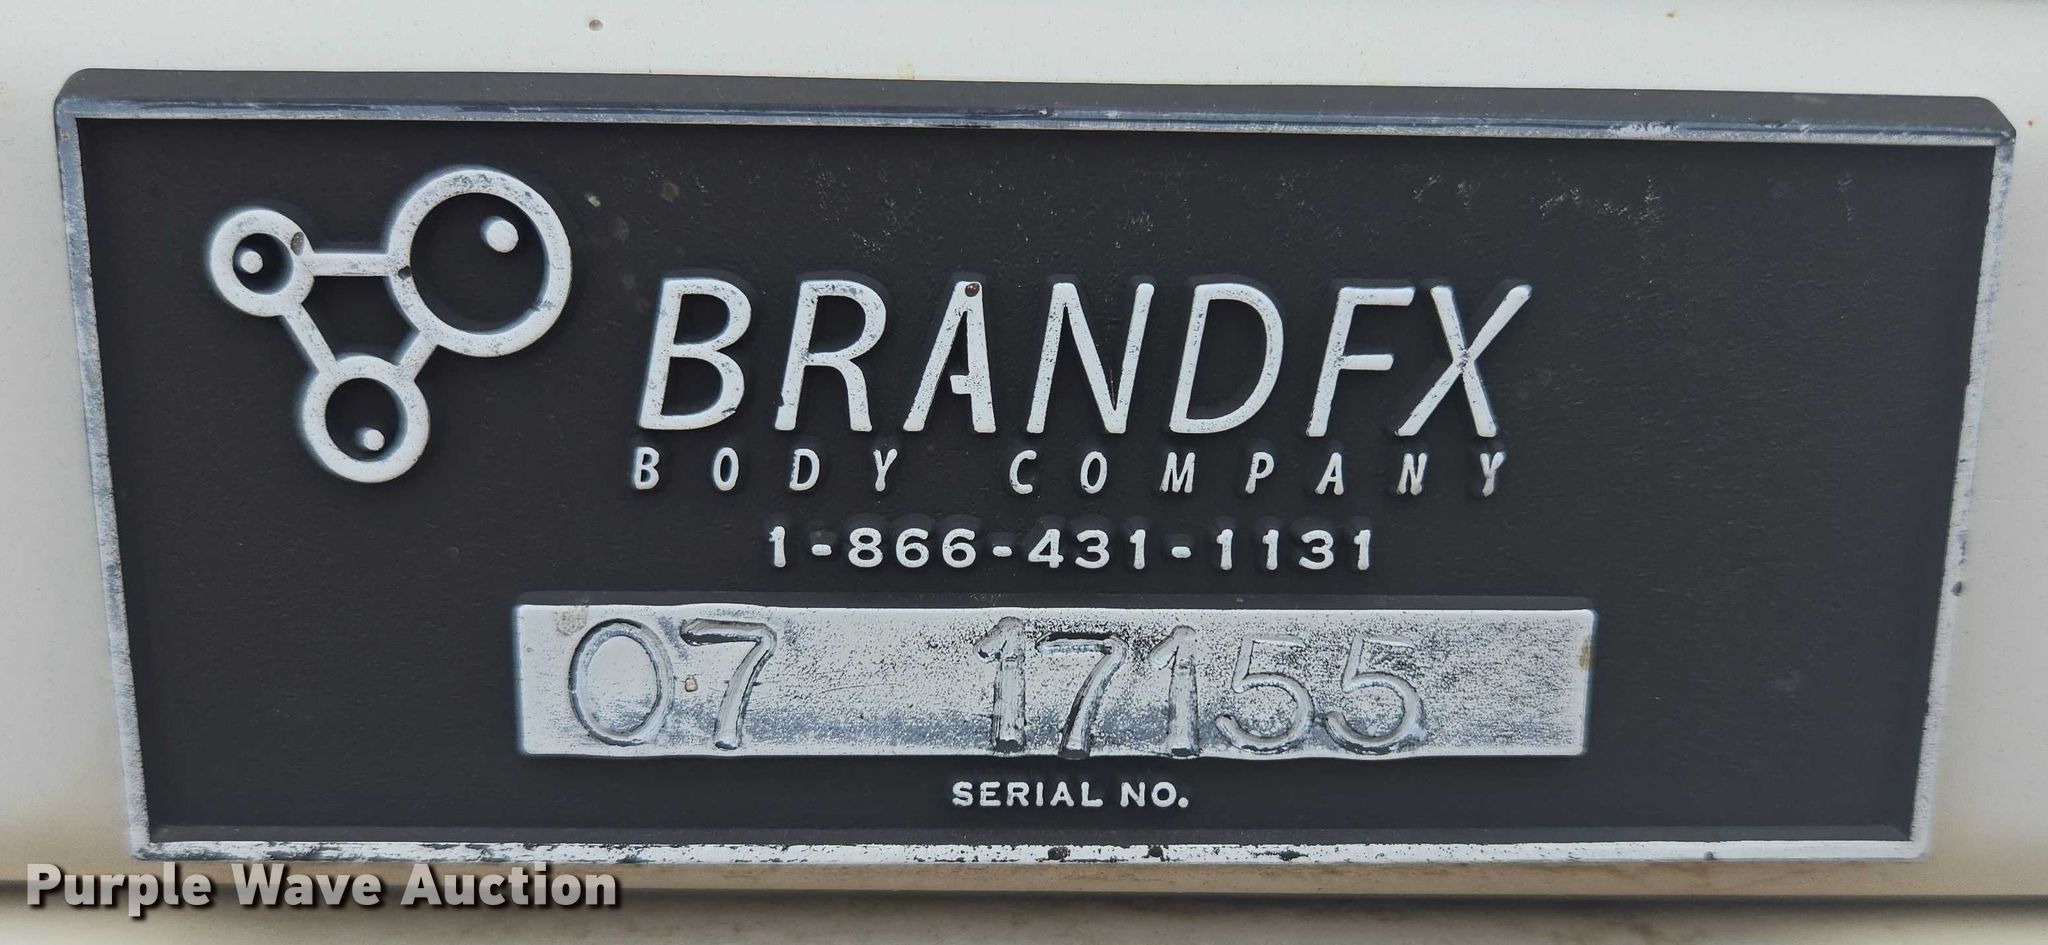 BRANDFX
BODY COMPANY
1-866-431-1131
07 17155
SERIAL NO.
Purple Wave Auction